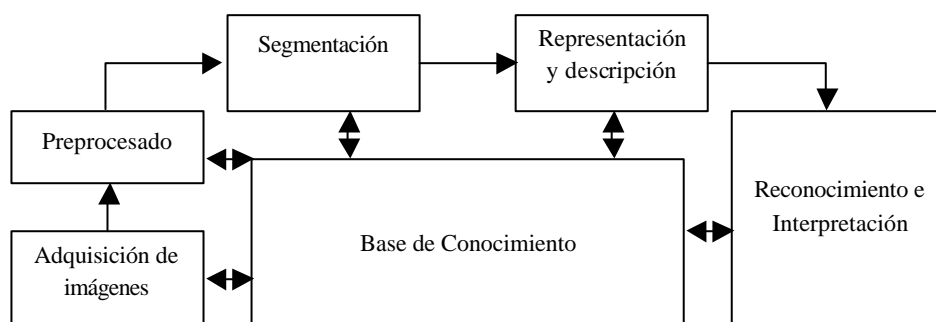 Segmentación
Representación
y descripción
Preprocesado
Reconocimiento e
Interpretación
Base de Conocimiento
Adquisición de
imágenes